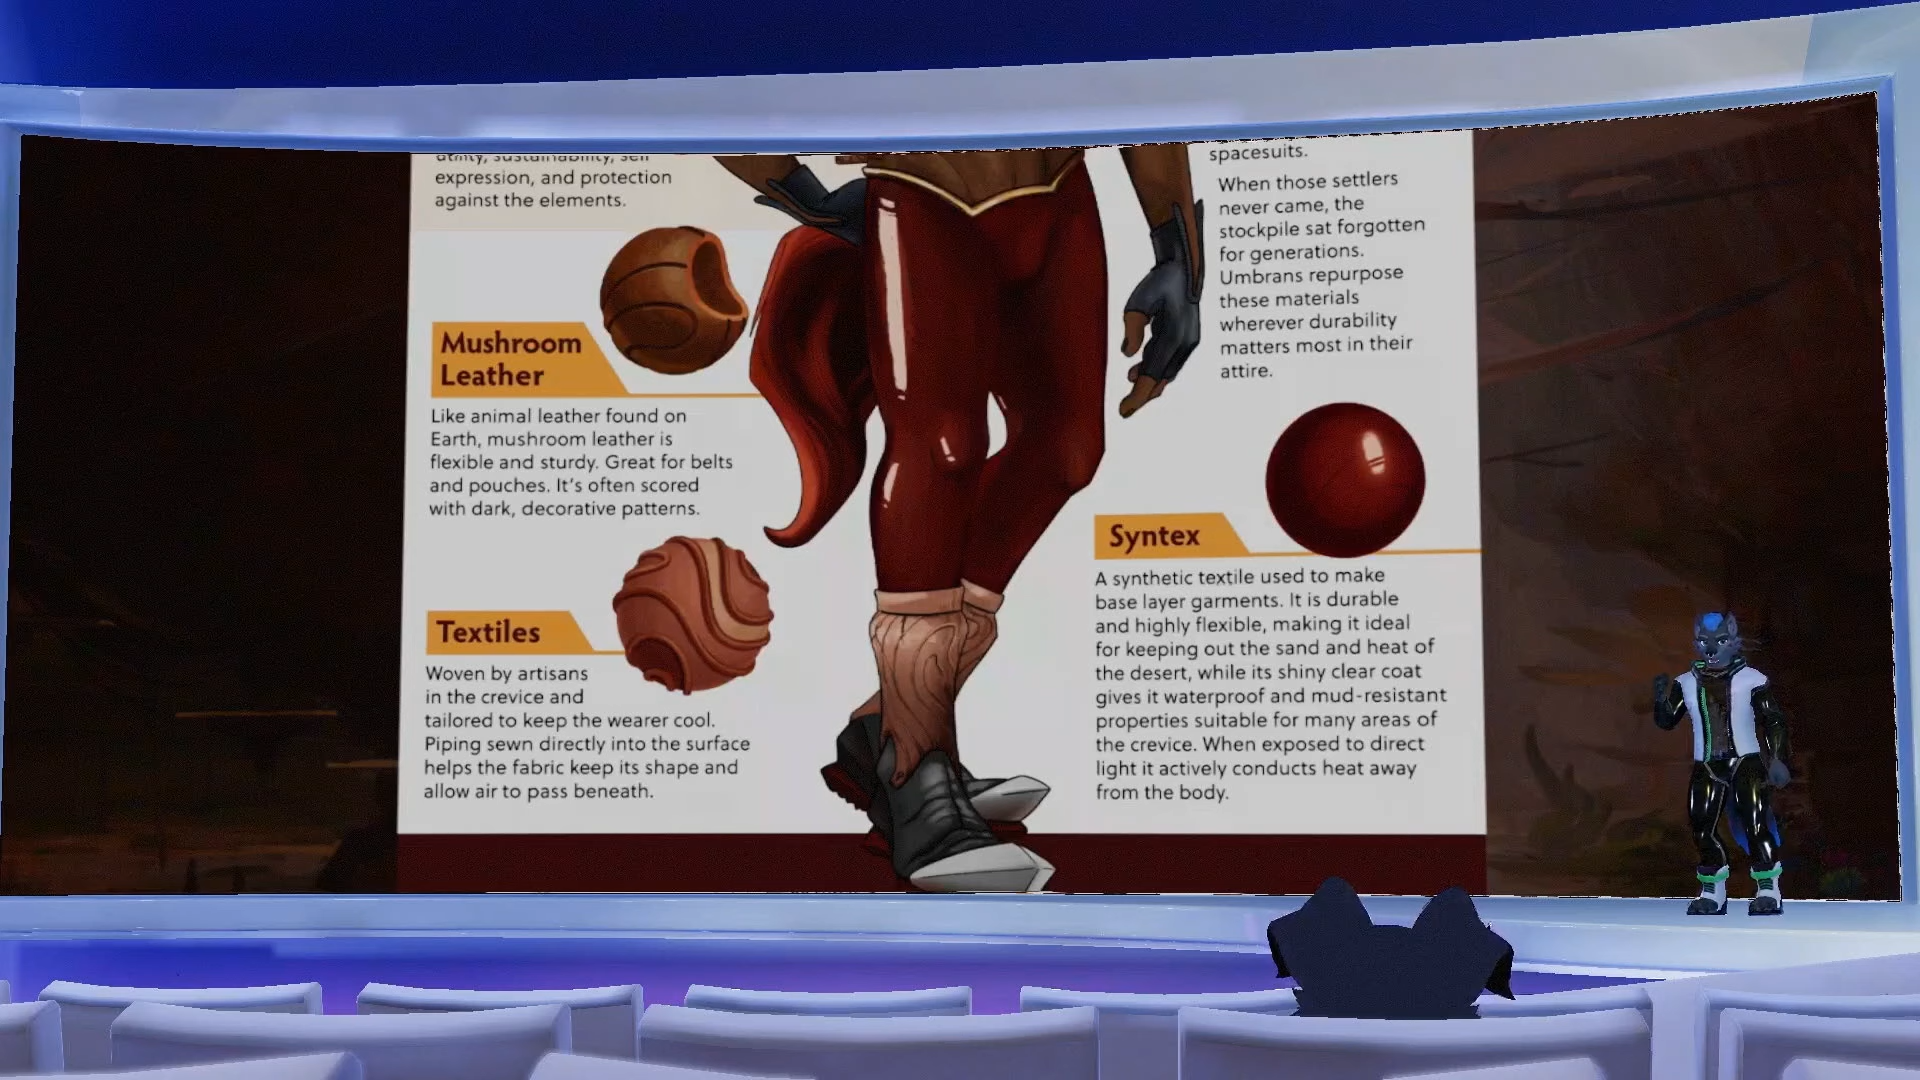 utility, sustainability, self
expression, and protection
against the elements.
Mushroom
Leather
Like animal leather found on
Earth, mushroom leather is
flexible and sturdy. Great for belts
and pouches. It's often scored
with dark, decorative patterns.
Textiles
Woven by artisans
in the crevice and
tailored to keep the wearer cool.
Piping sewn directly into the surface
helps the fabric keep its shape and
allow air to pass beneath.
spacesuits.
When those settlers
never came, the
stockpile sat forgotten
for generations.
Umbrans repurpose
these materials
wherever durability
matters most in their
attire.
Syntex
A synthetic textile used to make
base layer garments. It is durable
and highly flexible, making it ideal
for keeping out the sand and heat of
the desert, while its shiny clear coat
gives it waterproof and mud-resistant
properties suitable for many areas of
the crevice. When exposed to direct
light it actively conducts heat away
from the body.